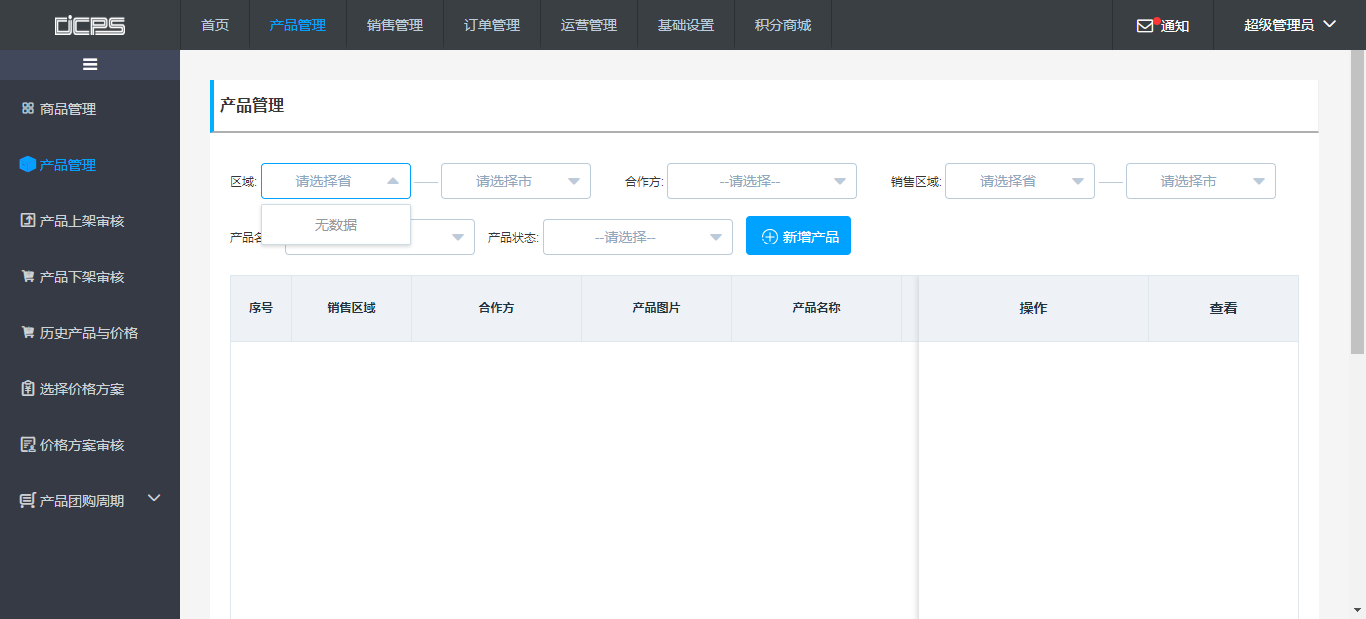 DICPS 首页 产品管理 销售管理 订单管理 运营管理 基础设置 积分商城 通知 超级管理员
商品管理
产品管理
产品上架审核
产品下架审核
历史产品与价格
选择价格方案
价格方案审核
产品团购周期
产品管理
区域: 请选择省 请选择市 合作方: --请选择-- 销售区域: 请选择省 请选择市
无数据
产品名 产品状态: --请选择-- 新增产品
序号 销售区域 合作方 产品图片 产品名称 操作 查看